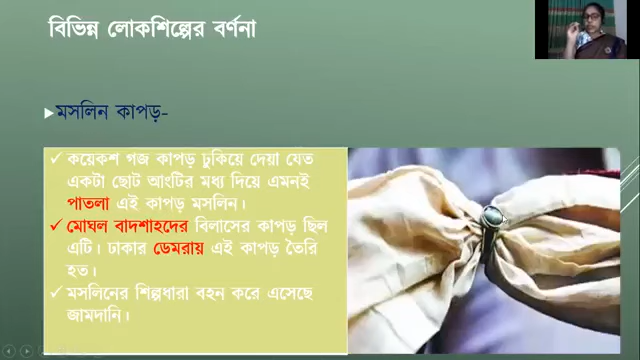 বিভিন্ন লোকশিল্পের বর্ণনা
মসলিন কাপড়-
কয়েকশ গজ কাপড় ঢুকিয়ে দেয়া যেত
একটা ছোট আংটির মধ্য দিয়ে এমনই
পাতলা এই কাপড় মসলিন।
মোঘল বাদশাহদের বিলাসের কাপড় ছিল
এটি। ঢাকার ডেমরায় এই কাপড় তৈরি
হত।
মসলিনের শিল্পধারা বহন করে এসেছে
জামদানি।